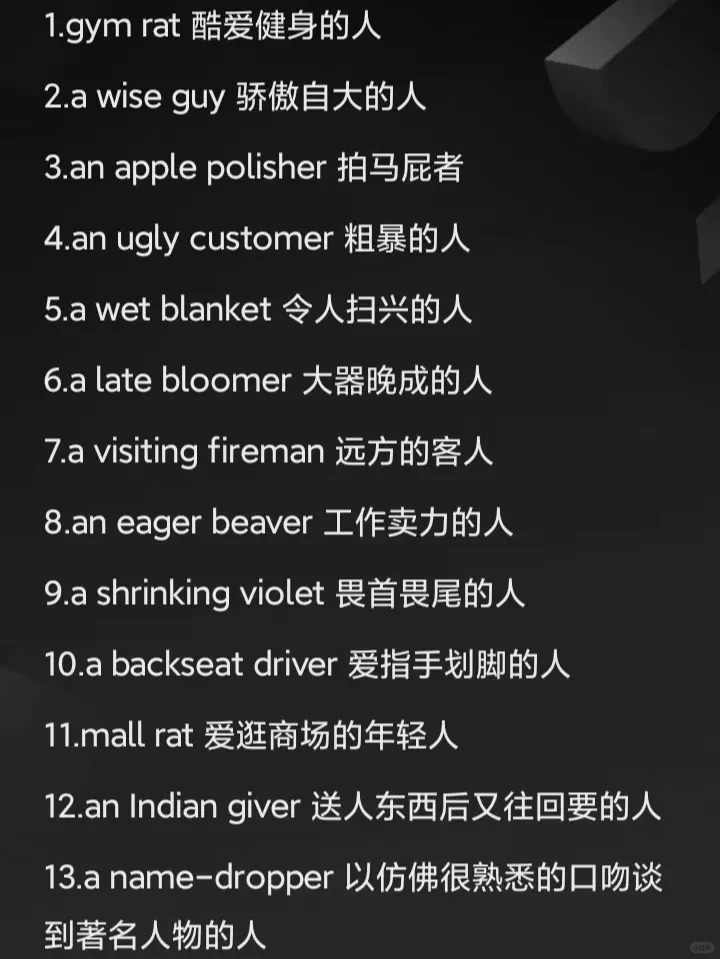 1.gym rat 酷爱健身的人
2.a wise guy 骄傲自大的人
3.an apple polisher 拍马屁者
4.an ugly customer 粗暴的人
5.a wet blanket 令人扫兴的人
6.a late bloomer 大器晚成的人
7.a visiting fireman 远方的客人
8.an eager beaver 工作卖力的人
9.a shrinking violet 畏首畏尾的人
10.a backseat driver 爱指手划脚的人
11.mall rat 爱逛商场的年轻人
12.an Indian giver 送人东西后又往回要的人
13.a name-dropper 以仿佛很熟悉的口吻谈
到著名人物的人